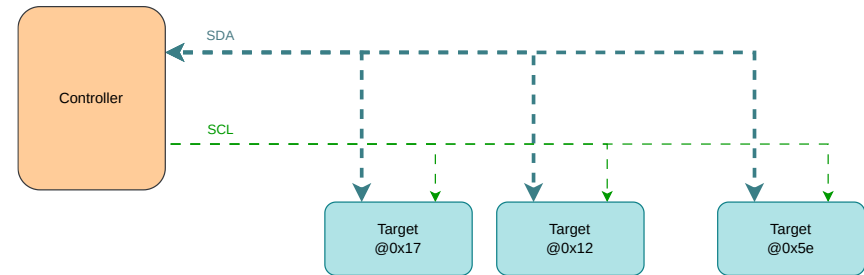 SDA
Controller
SCL
Target
@0x17
Target
@0x12
Target
@0x5e